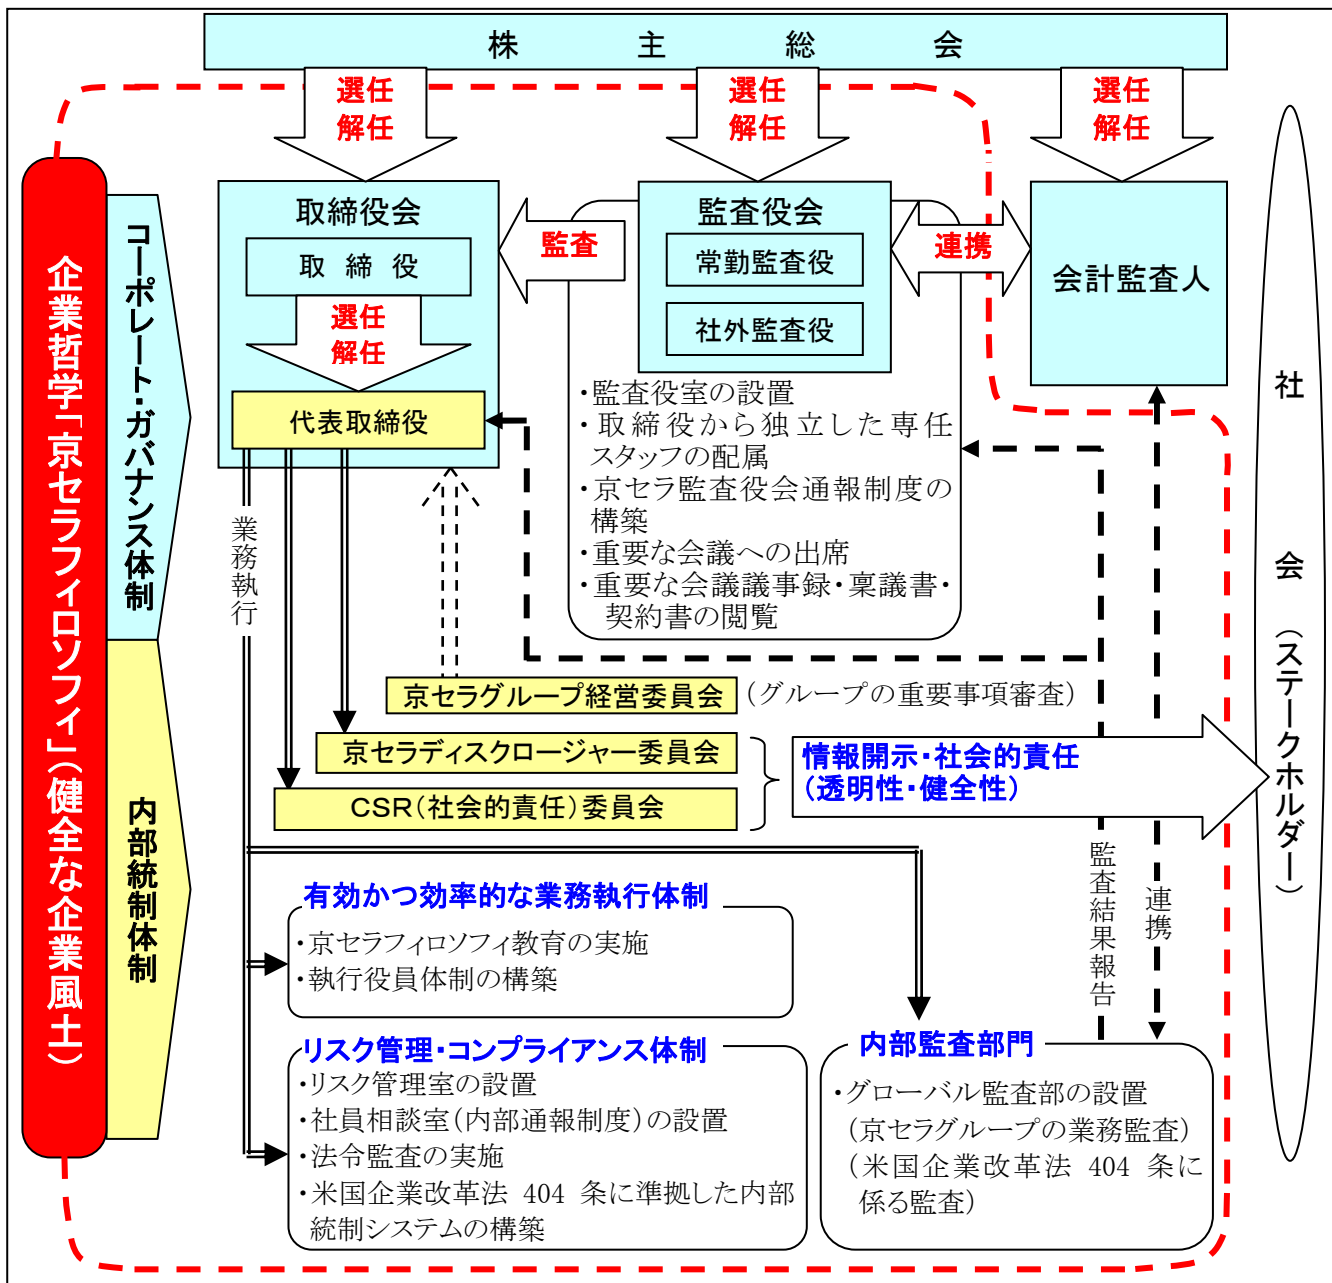 株主総会
選任
解任
選任
解任
選任
解任
企業哲学「京セラフィロソフィ」(健全な企業風土)
コーポレート・ガバナンス体制
内部統制体制
取締役会
取締役
選任
解任
代表取締役
監査
監査役会
常勤監査役
社外監査役
連携
会計監査人
・監査役室の設置
・取締役から独立した専任
スタッフの配属
・京セラ監査役会通報制度の
構築
・重要な会議への出席
・重要な会議議事録・稟議書・
契約書の閲覧
業務執行
京セラグループ経営委員会
(グループの重要事項審査)
京セラディスクロージャー委員会
CSR(社会的責任)委員会
情報開示・社会的責任
(透明性・健全性)
社会(ステークホルダー)
監査結果報告
連携
有効かつ効率的な業務執行体制
・京セラフィロソフィ教育の実施
・執行役員体制の構築
リスク管理・コンプライアンス体制
・リスク管理室の設置
・社員相談室(内部通報制度)の設置
・法令監査の実施
・米国企業改革法 404 条に準拠した内部
統制システムの構築
内部監査部門
・グローバル監査部の設置
(京セラグループの業務監査)
(米国企業改革法 404 条に
係る監査)